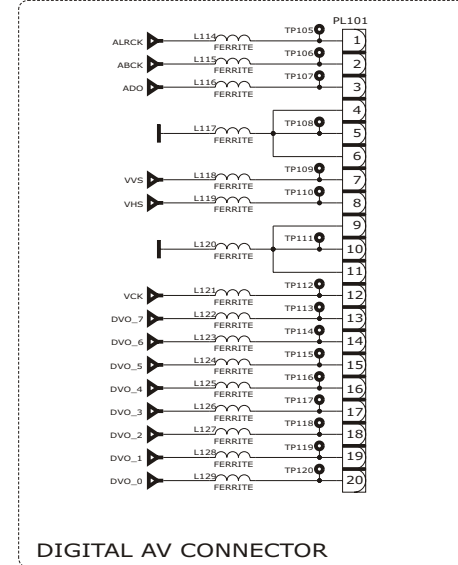 PL101
ALRCK L114 FERRITE TP105 1
ABCK L115 FERRITE TP106 2
ADO L116 FERRITE TP107 3
4
L117 FERRITE TP108 5
6
VVS L118 FERRITE TP109 7
VHS L119 FERRITE TP110 8
9
L120 FERRITE TP111 10
11
VCK L121 FERRITE TP112 12
DVO_7 L122 FERRITE TP113 13
DVO_6 L123 FERRITE TP114 14
DVO_5 L124 FERRITE TP115 15
DVO_4 L125 FERRITE TP116 16
DVO_3 L126 FERRITE TP117 17
DVO_2 L127 FERRITE TP118 18
DVO_1 L128 FERRITE TP119 19
DVO_0 L129 FERRITE TP120 20
DIGITAL AV CONNECTOR